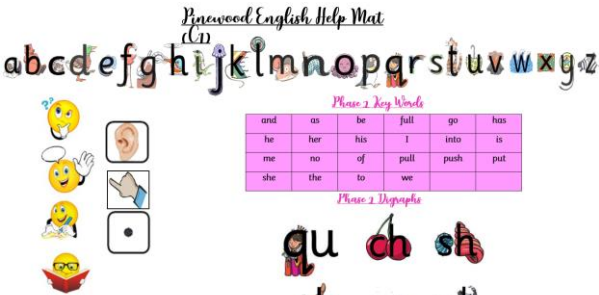 Pinewood English Help Mat
(C1)
abcdefghijklmnopqrstuvwxyz
Phase 2 Key Words
and as be full go has
he her his I into is
me no of pull push put
she the to we
Phase 2 Digraphs
qu ch sh